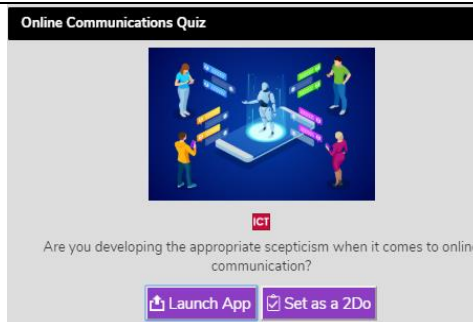 Online Communications Quiz
ICT
Are you developing the appropriate scepticism when it comes to online
communication?
Launch App
Set as a 2Do